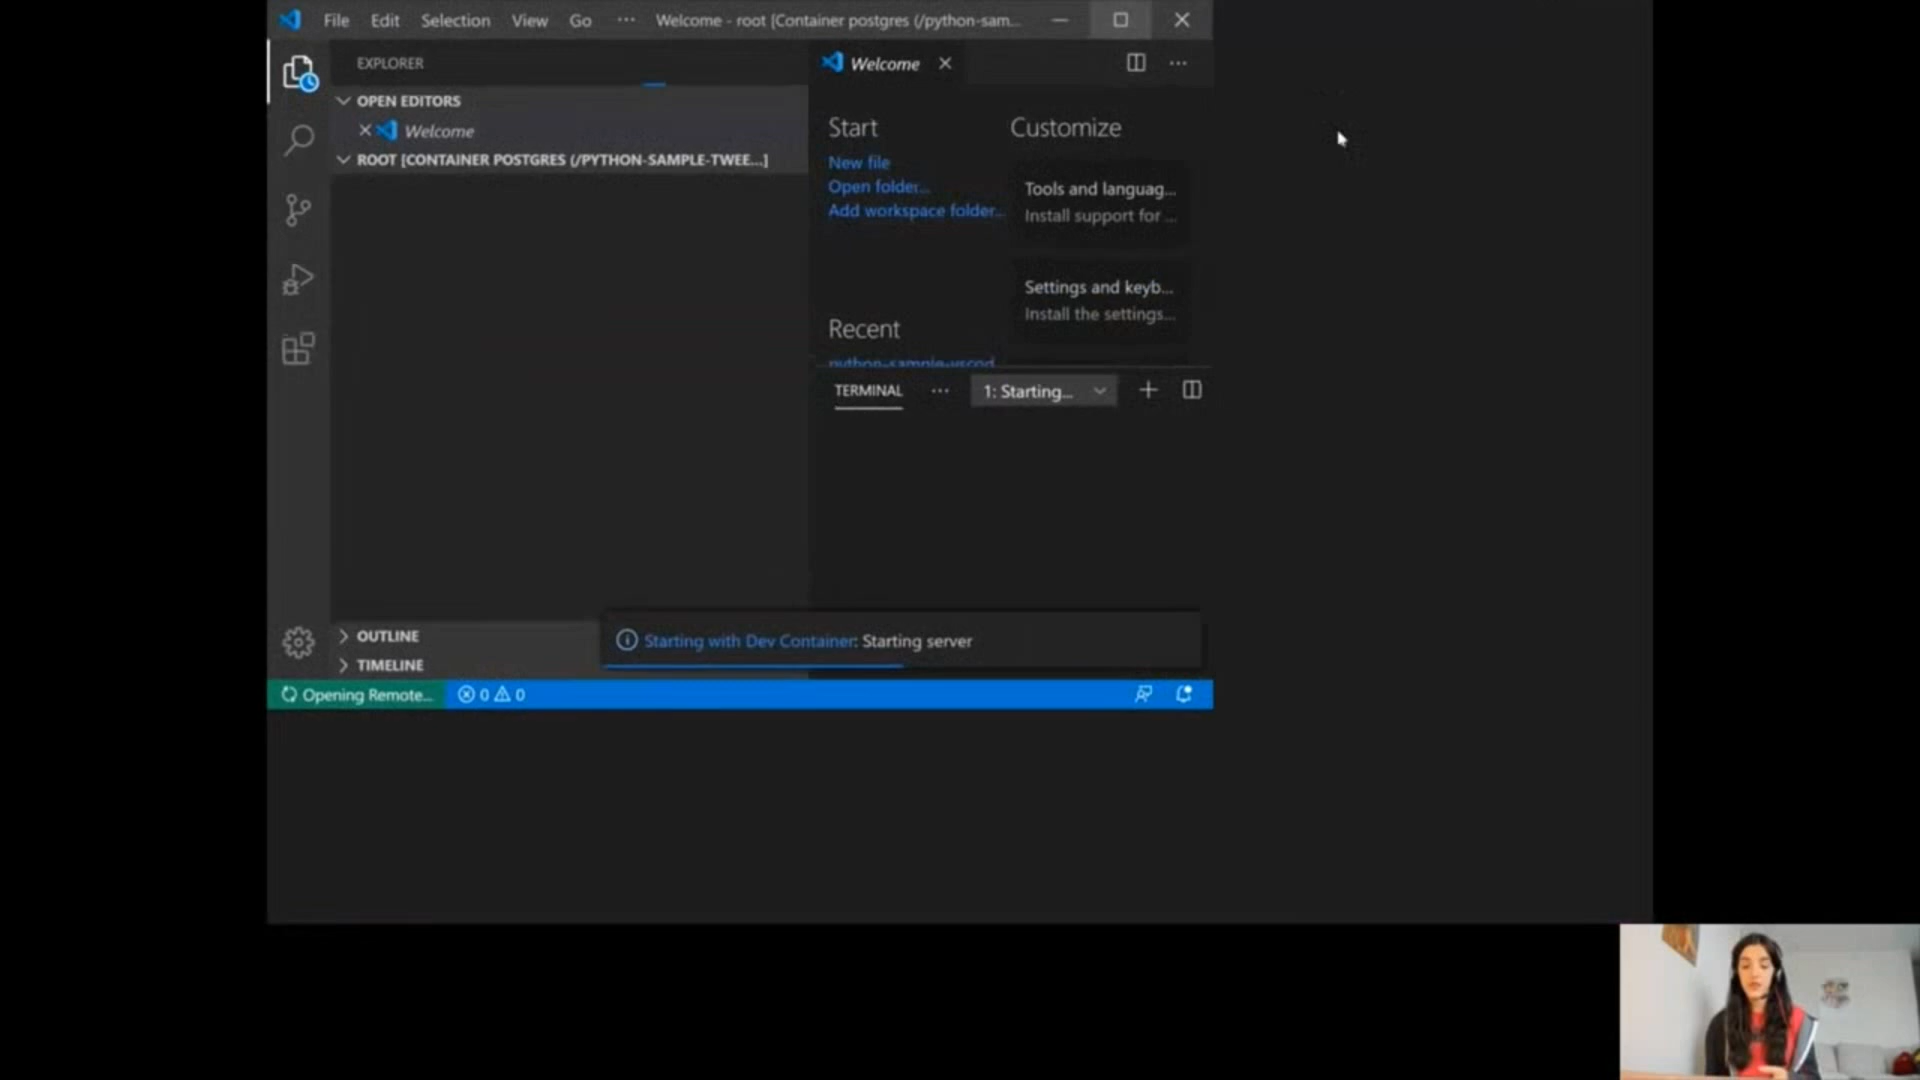 File Edit Selection View Go ··· Welcome - root [Container postgres (/python-sam...
EXPLORER
OPEN EDITORS
Welcome
ROOT [CONTAINER POSTGRES (/PYTHON-SAMPLE-TWEE...]
OUTLINE
TIMELINE
Welcome
Start
New file
Open folder...
Add workspace folder...
Recent
python-sample-vscod
Customize
Tools and languag...
Install support for ...
Settings and keyb...
Install the settings...
TERMINAL ··· 1: Starting...
Starting with Dev Container: Starting server
Opening Remote... 0 0